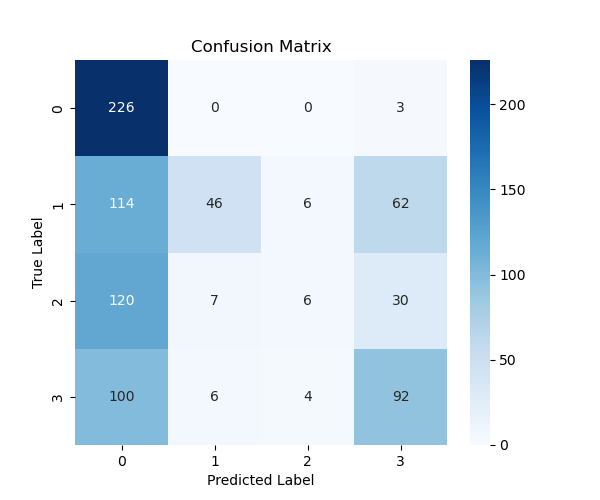 Confusion Matrix
True Label
0 226 0 0 3
1 114 46 6 62
2 120 7 6 30
3 100 6 4 92
0 1 2 3
Predicted Label
200
150
100
50
0